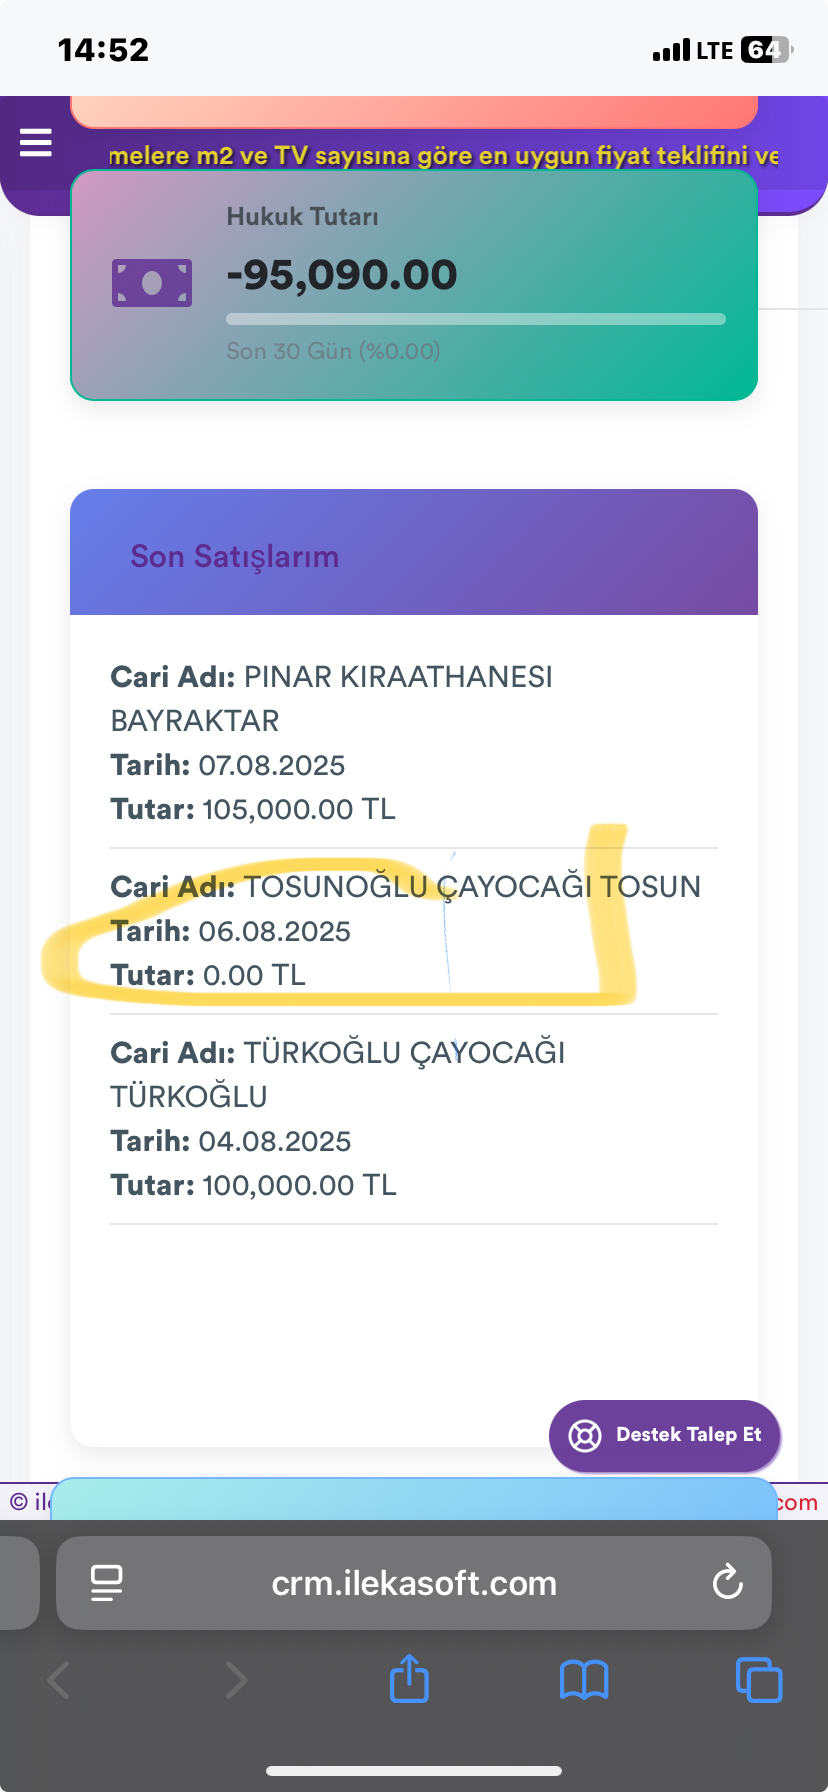 14:52
LTE 64
melere m2 ve TV sayısına göre en uygun fiyat teklifini ve
Hukuk Tutarı
-95,090.00
Son 30 Gün (%0.00)
Son Satışlarım
Cari Adı: PINAR KIRAATHANESI
BAYRAKTAR
Tarih: 07.08.2025
Tutar: 105,000.00 TL
Cari Adı: TOSUNOĞLU ÇAYOCAĞI TOSUN
Tarih: 06.08.2025
Tutar: 0.00 TL
Cari Adı: TÜRKOĞLU ÇAYOCAĞI
TÜRKOĞLU
Tarih: 04.08.2025
Tutar: 100,000.00 TL
Destek Talep Et
© il com
crm.ilekasoft.com